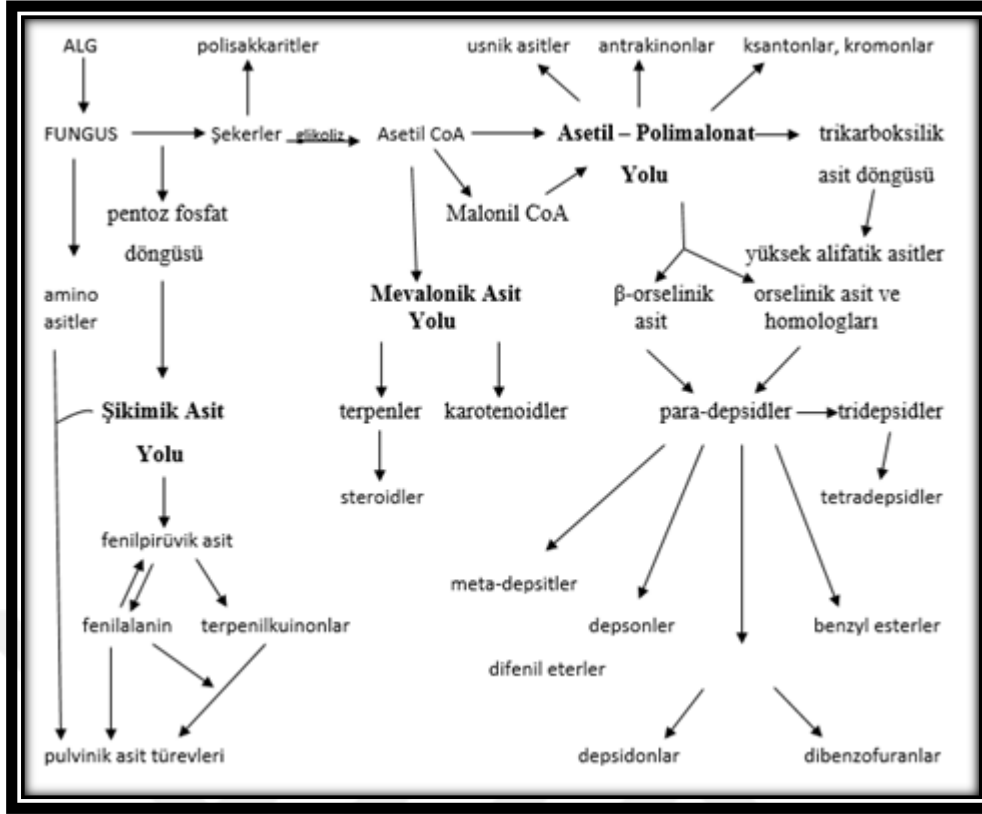 ALG
polisakkaritler
usnik asitler
antrakinonlar
ksantonlar, kromonlar
FUNGUS
Şekerler
glikoliz
Asetil CoA
Asetil – Polimalonat
Yolu
trikarboksilik
asit döngüsü
pentoz fosfat
döngüsü
Malonil CoA
yüksek alifatik asitler
amino
asitler
Mevalonik Asit
Yolu
β-orselinik
asit
orselinik asit ve
homologları
Şikimik Asit
Yolu
terpenler
karotenoidler
para-depsidler
tridepsidler
steroidler
tetradepsidler
fenilpirüvik asit
meta-depsitler
fenilalanin
terpenilkuinonlar
depsonler
benzyl esterler
difenil eterler
pulvinik asit türevleri
depsidonlar
dibenzofuranlar